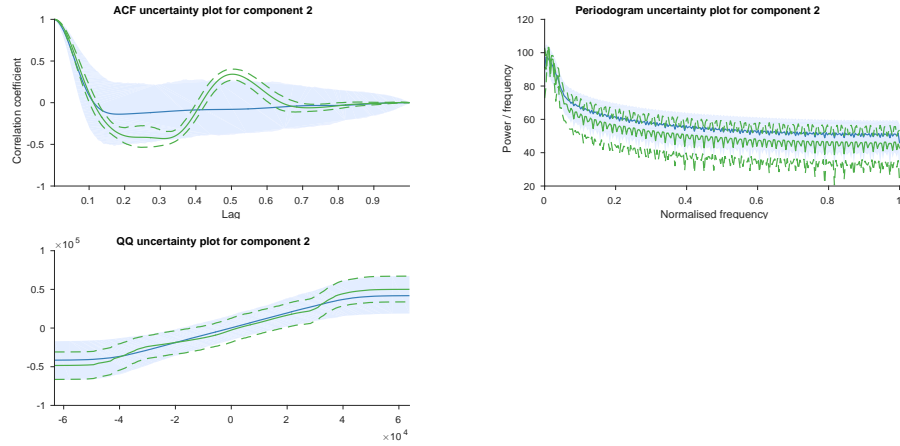 ACF uncertainty plot for component 2
Correlation coefficient
1
0.5
0
-0.5
-1
0.1 0.2 0.3 0.4 0.5 0.6 0.7 0.8 0.9
Lag
Periodogram uncertainty plot for component 2
Power / frequency
120
100
80
60
40
20
0 0.2 0.4 0.6 0.8 1
Normalised frequency
QQ uncertainty plot for component 2
×10^5
1
0.5
0
-0.5
-1
-6 -4 -2 0 2 4 6
×10^4